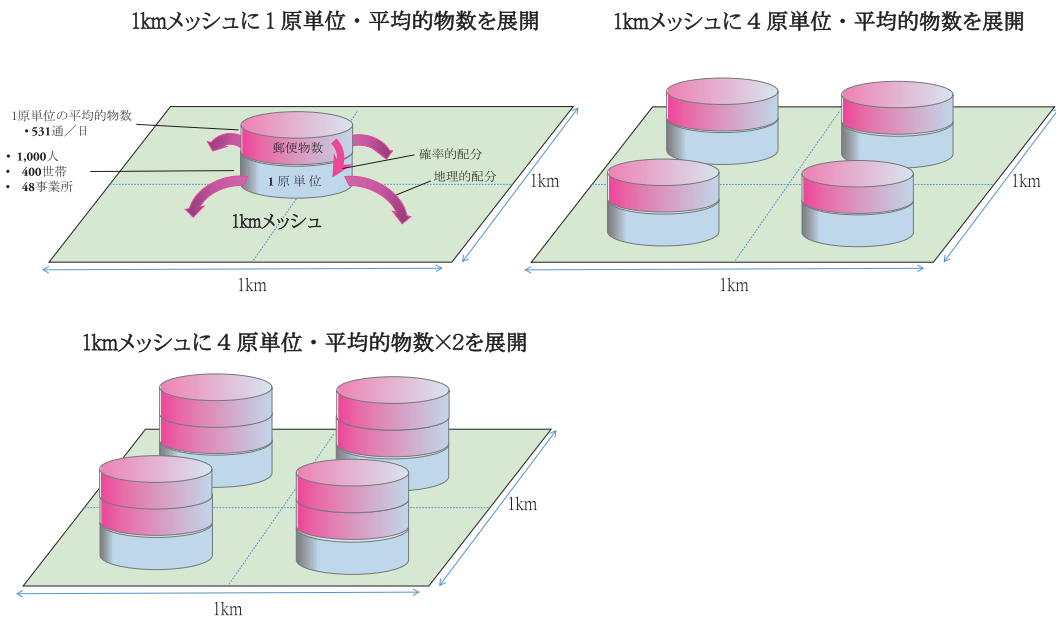 1kmメッシュに1原単位・平均的物数を展開
1原単位の平均的物数
・531通／日
• 1,000人
• 400世帯
• 48事業所
郵便物数
1原単位
確率的配分
地理的配分
1kmメッシュ
1km
1km
1kmメッシュに4原単位・平均的物数を展開
1km
1km
1kmメッシュに4原単位・平均的物数×2を展開
1km
1km